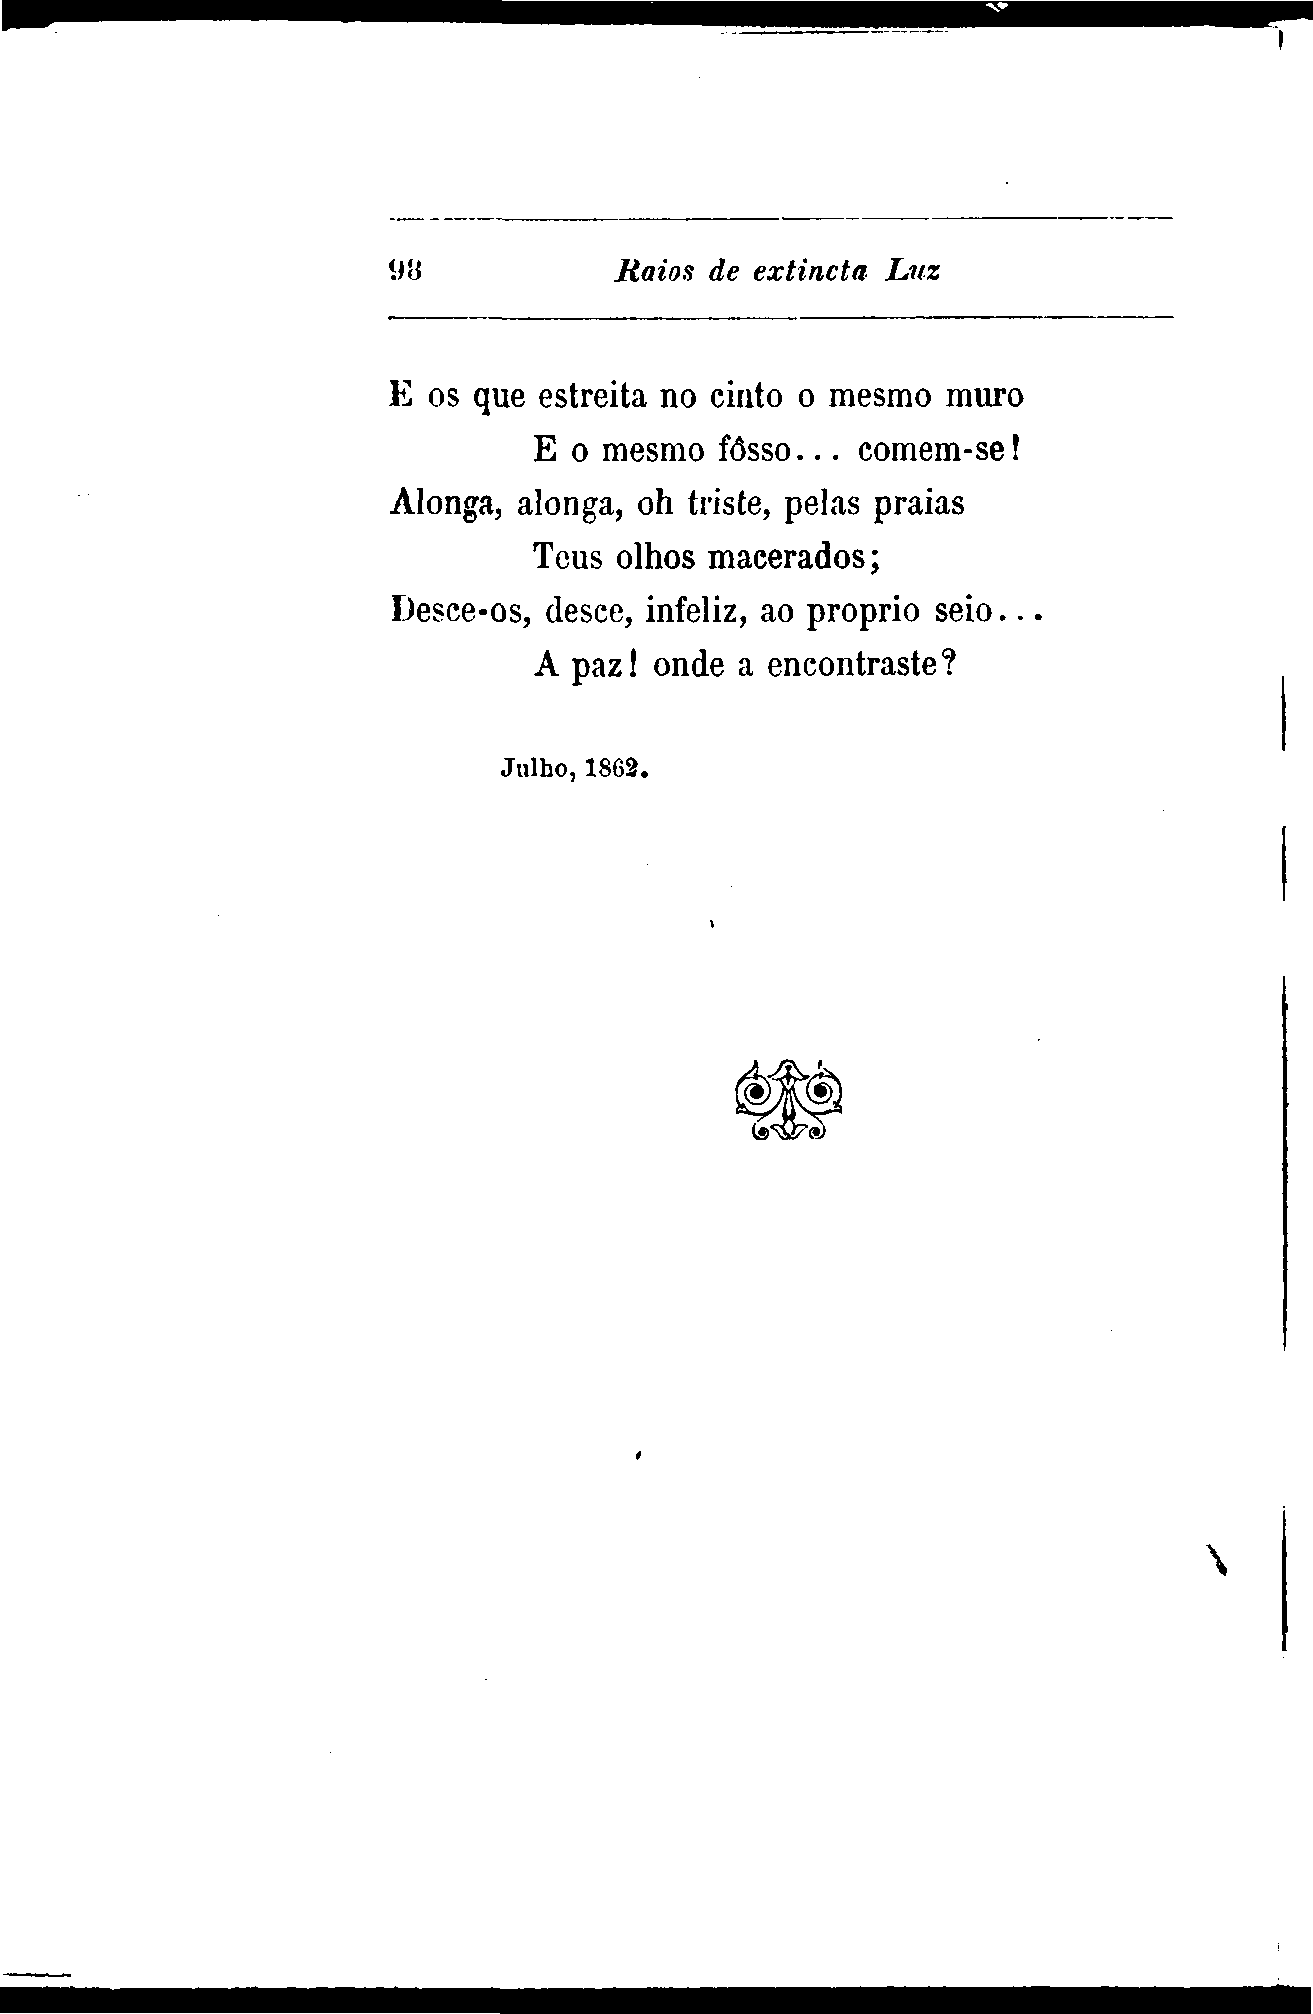 98 Raios de extincta Luz
E os que estreita no cinto o mesmo muro
E o mesmo fôsso... comem-se!
Alonga, alonga, oh triste, pelas praias
Teus olhos macerados;
Desce-os, desce, infeliz, ao proprio seio...
A paz! onde a encontraste?
Julho, 1862.